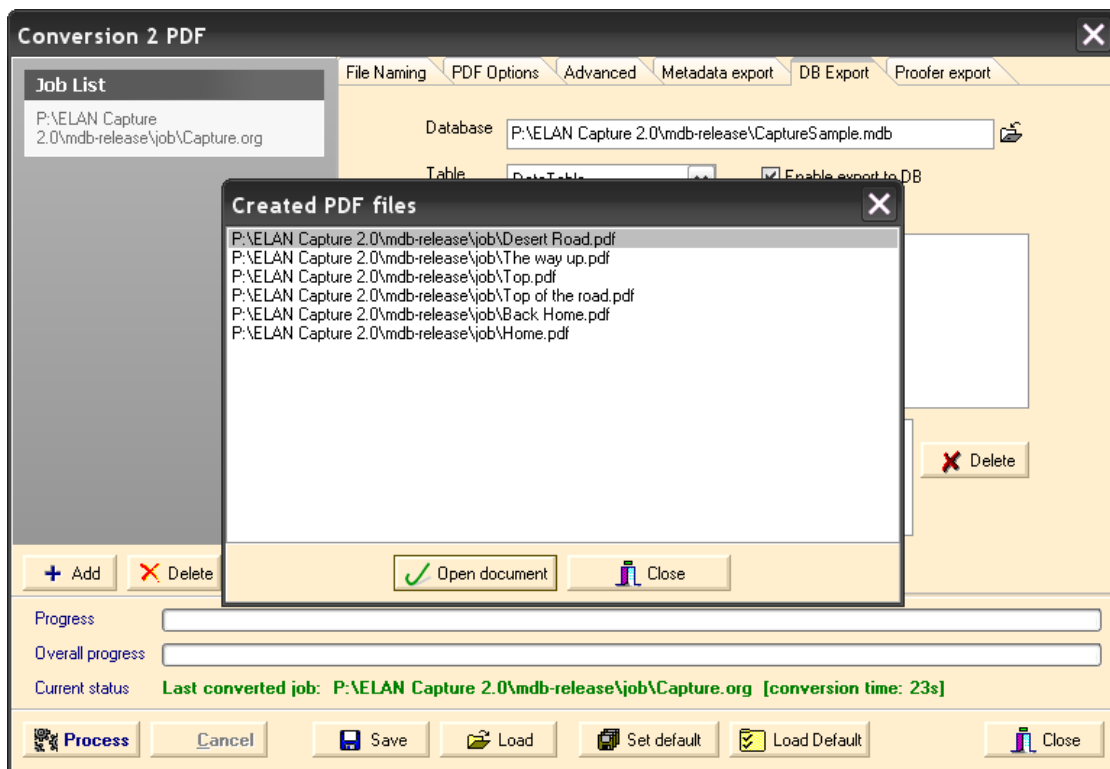 Conversion 2 PDF
Job List
P:\ELAN Capture
2.0\mdb-release\job\Capture.org
File Naming PDF Options Advanced Metadata export DB Export Proofer export
Database P:\ELAN Capture 2.0\mdb-release\CaptureSample.mdb
Table DataTable Enable export to DB
Created PDF files
P:\ELAN Capture 2.0\mdb-release\job\Desert Road.pdf
P:\ELAN Capture 2.0\mdb-release\job\The way up.pdf
P:\ELAN Capture 2.0\mdb-release\job\Top.pdf
P:\ELAN Capture 2.0\mdb-release\job\Top of the road.pdf
P:\ELAN Capture 2.0\mdb-release\job\Back Home.pdf
P:\ELAN Capture 2.0\mdb-release\job\Home.pdf
Delete
Open document Close
Add Delete
Progress
Overall progress
Current status Last converted job: P:\ELAN Capture 2.0\mdb-release\job\Capture.org [conversion time: 23s]
Process Cancel Save Load Set default Load Default Close